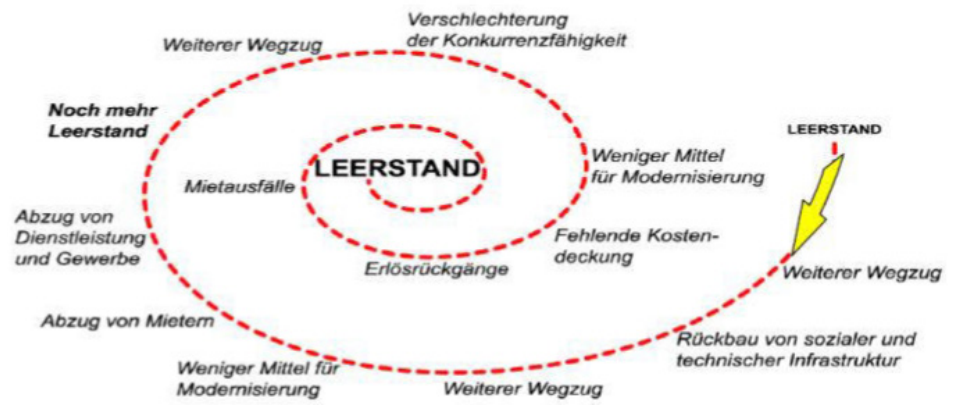 Verschlechterung
der Konkurrenzfähigkeit
Weiterer Wegzug
Noch mehr
Leerstand
LEERSTAND
LEERSTAND
Weniger Mittel
für Modernisierung
Mietausfälle
Abzug von
Dienstleistung
und Gewerbe
Fehlende Kosten-
deckung
Erlösrückgänge
Weiterer Wegzug
Abzug von Mietern
Rückbau von sozialer und
technischer Infrastruktur
Weniger Mittel für
Modernisierung
Weiterer Wegzug